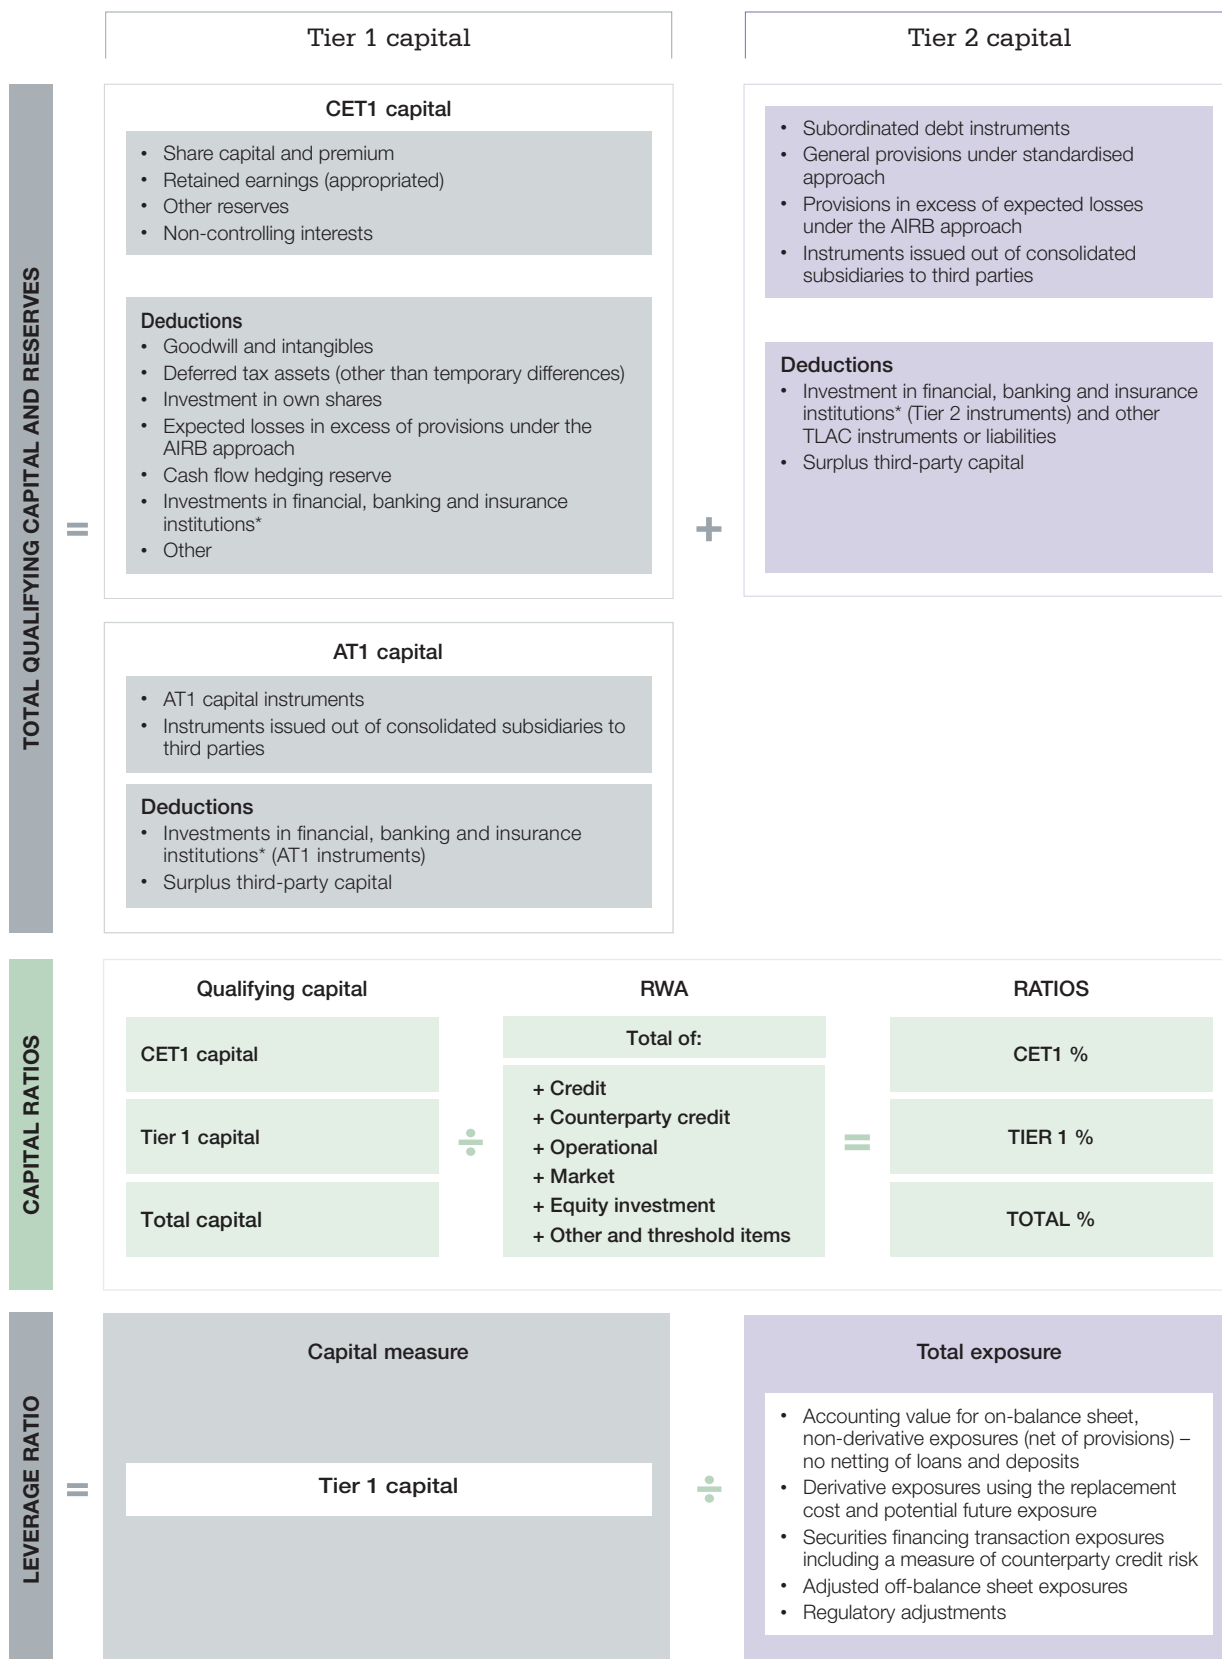 Tier 1 capital
Tier 2 capital
TOTAL QUALIFYING CAPITAL AND RESERVES
=
CET1 capital
• Share capital and premium
• Retained earnings (appropriated)
• Other reserves
• Non-controlling interests
Deductions
• Goodwill and intangibles
• Deferred tax assets (other than temporary differences)
• Investment in own shares
• Expected losses in excess of provisions under the
AIRB approach
• Cash flow hedging reserve
• Investments in financial, banking and insurance
institutions*
• Other
+
• Subordinated debt instruments
• General provisions under standardised
approach
• Provisions in excess of expected losses
under the AIRB approach
• Instruments issued out of consolidated
subsidiaries to third parties
Deductions
• Investment in financial, banking and insurance
institutions* (Tier 2 instruments) and other
TLAC instruments or liabilities
• Surplus third-party capital
AT1 capital
• AT1 capital instruments
• Instruments issued out of consolidated subsidiaries to
third parties
Deductions
• Investments in financial, banking and insurance
institutions* (AT1 instruments)
• Surplus third-party capital
CAPITAL RATIOS
Qualifying capital
CET1 capital
Tier 1 capital
Total capital
÷
RWA
Total of:
+ Credit
+ Counterparty credit
+ Operational
+ Market
+ Equity investment
+ Other and threshold items
=
RATIOS
CET1 %
TIER 1 %
TOTAL %
LEVERAGE RATIO
=
Capital measure
Tier 1 capital
÷
Total exposure
• Accounting value for on-balance sheet,
non-derivative exposures (net of provisions) –
no netting of loans and deposits
• Derivative exposures using the replacement
cost and potential future exposure
• Securities financing transaction exposures
including a measure of counterparty credit risk
• Adjusted off-balance sheet exposures
• Regulatory adjustments